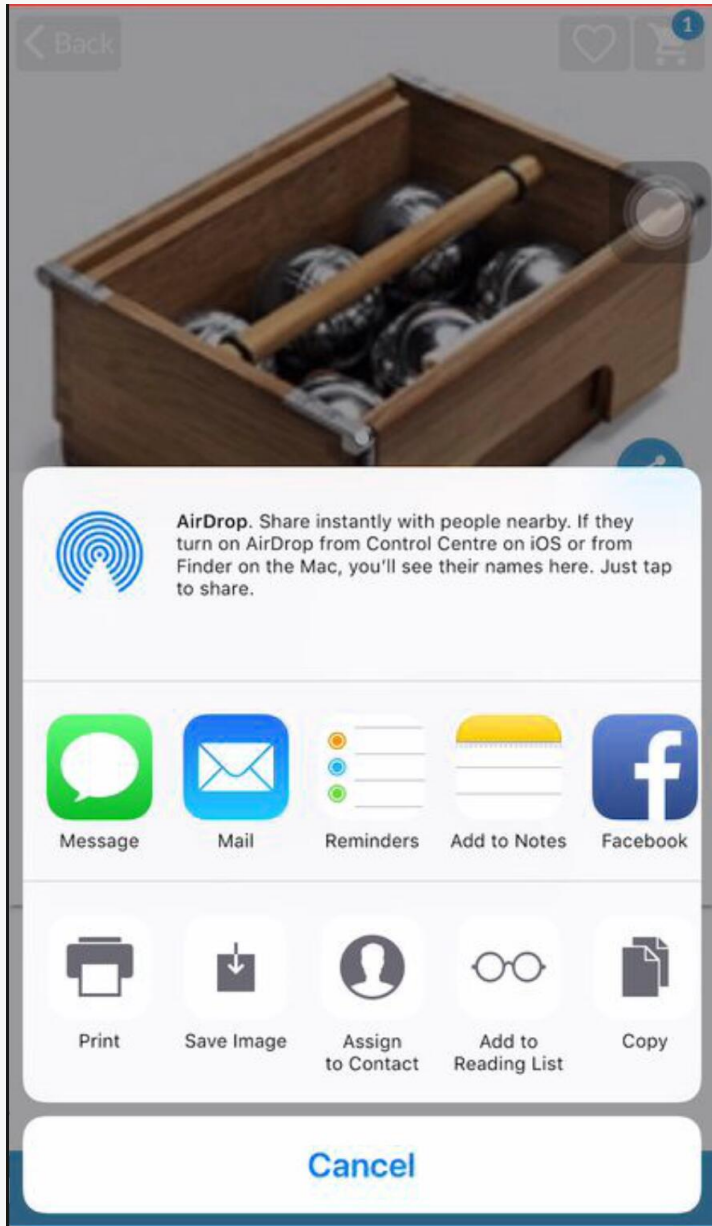 Back
1
AirDrop. Share instantly with people nearby. If they
turn on AirDrop from Control Centre on iOS or from
Finder on the Mac, you'll see their names here. Just tap
to share.
Message
Mail
Reminders
Add to Notes
Facebook
Print
Save Image
Assign
to Contact
Add to
Reading List
Copy
Cancel